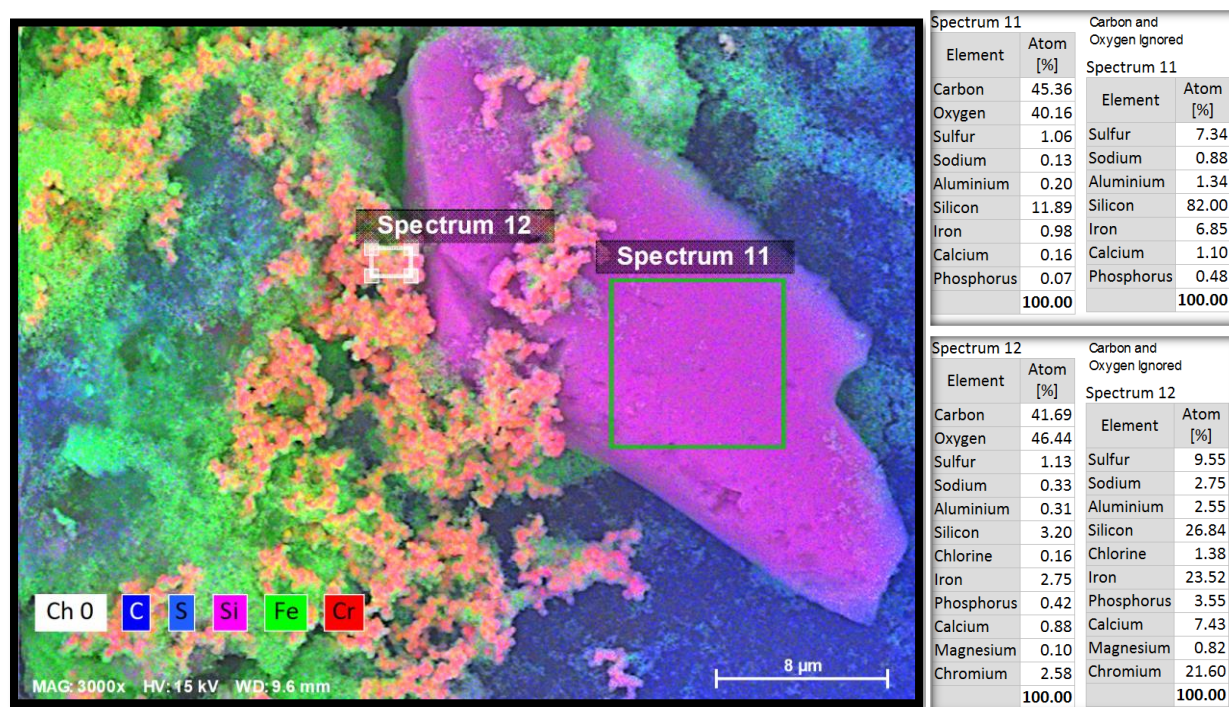 Spectrum 12
Spectrum 11
Ch 0 C S Si Fe Cr
8 µm
MAG: 3000x HV: 15 kV WD: 9.6 mm
Spectrum 11
Element Atom [%]
Carbon 45.36
Oxygen 40.16
Sulfur 1.06
Sodium 0.13
Aluminium 0.20
Silicon 11.89
Iron 0.98
Calcium 0.16
Phosphorus 0.07
100.00
Carbon and
Oxygen Ignored
Spectrum 11
Element Atom [%]
Sulfur 7.34
Sodium 0.88
Aluminium 1.34
Silicon 82.00
Iron 6.85
Calcium 1.10
Phosphorus 0.48
100.00
Spectrum 12
Element Atom [%]
Carbon 41.69
Oxygen 46.44
Sulfur 1.13
Sodium 0.33
Aluminium 0.31
Silicon 3.20
Chlorine 0.16
Iron 2.75
Phosphorus 0.42
Calcium 0.88
Magnesium 0.10
Chromium 2.58
100.00
Carbon and
Oxygen Ignored
Spectrum 12
Element Atom [%]
Sulfur 9.55
Sodium 2.75
Aluminium 2.55
Silicon 26.84
Chlorine 1.38
Iron 23.52
Phosphorus 3.55
Calcium 7.43
Magnesium 0.82
Chromium 21.60
100.00